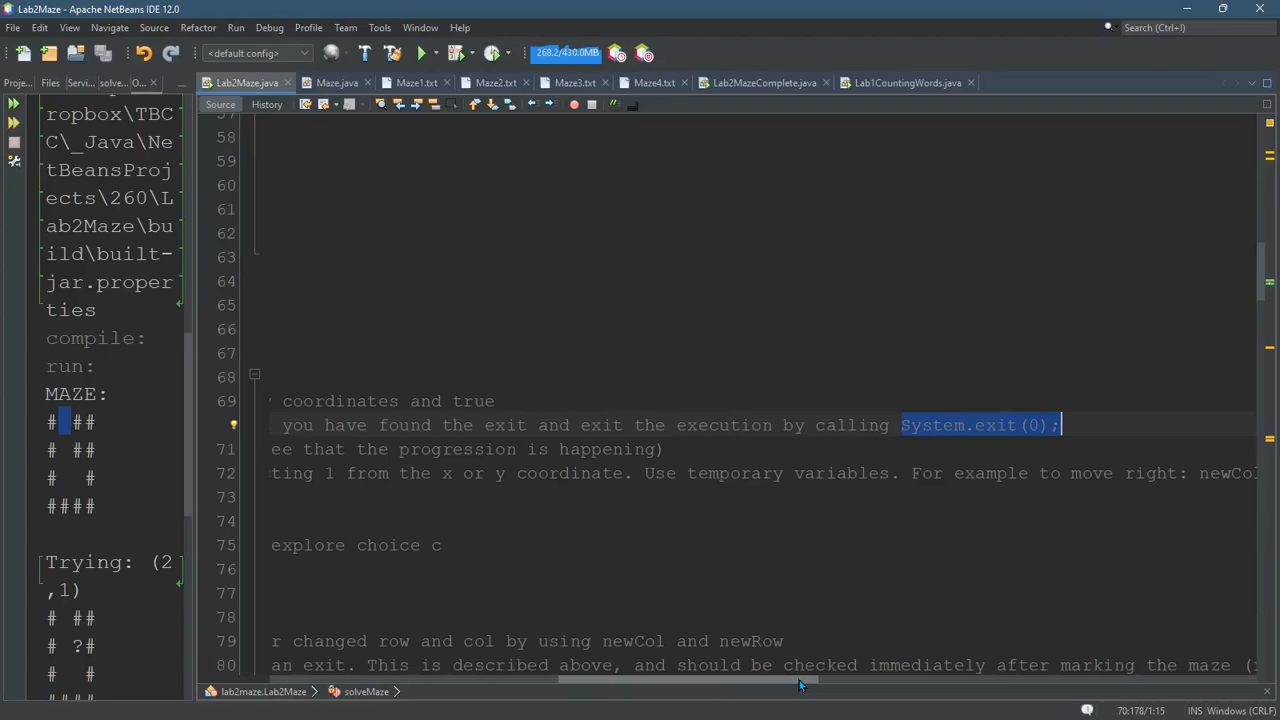 Lab2Maze - Apache NetBeans IDE 12.0
File Edit View Navigate Source Refactor Run Debug Profile Team Tools Window Help
Search (Ctrl+I)
<default config>
268.2/430.0MB
Proje... Files Servi... solve... O...
Lab2Maze.java Maze.java Maze1.txt Maze2.txt Maze3.txt Maze4.txt Lab2MazeComplete.java Lab1CountingWords.java
Source History
ropbox\TBC
C\_Java\Ne
tBeansProj
ects\260\L
ab2Maze\bu
ild\built-
jar.proper
ties
compile:
run:
MAZE:
# ##
# ##
#  #
####
Trying: (2
,1)
# ##
# ?#
#  #
57
58
59
60
61
62
63
64
65
66
67
68
69 coordinates and true
you have found the exit and exit the execution by calling System.exit(0);
71 ee that the progression is happening)
72 ting 1 from the x or y coordinate. Use temporary variables. For example to move right: newCol
73
74
75 explore choice c
76
77
78
79 r changed row and col by using newCol and newRow
80 an exit. This is described above, and should be checked immediately after marking the maze (
lab2maze.Lab2Maze solveMaze
70:178/1:15 INS Windows (CRLF)